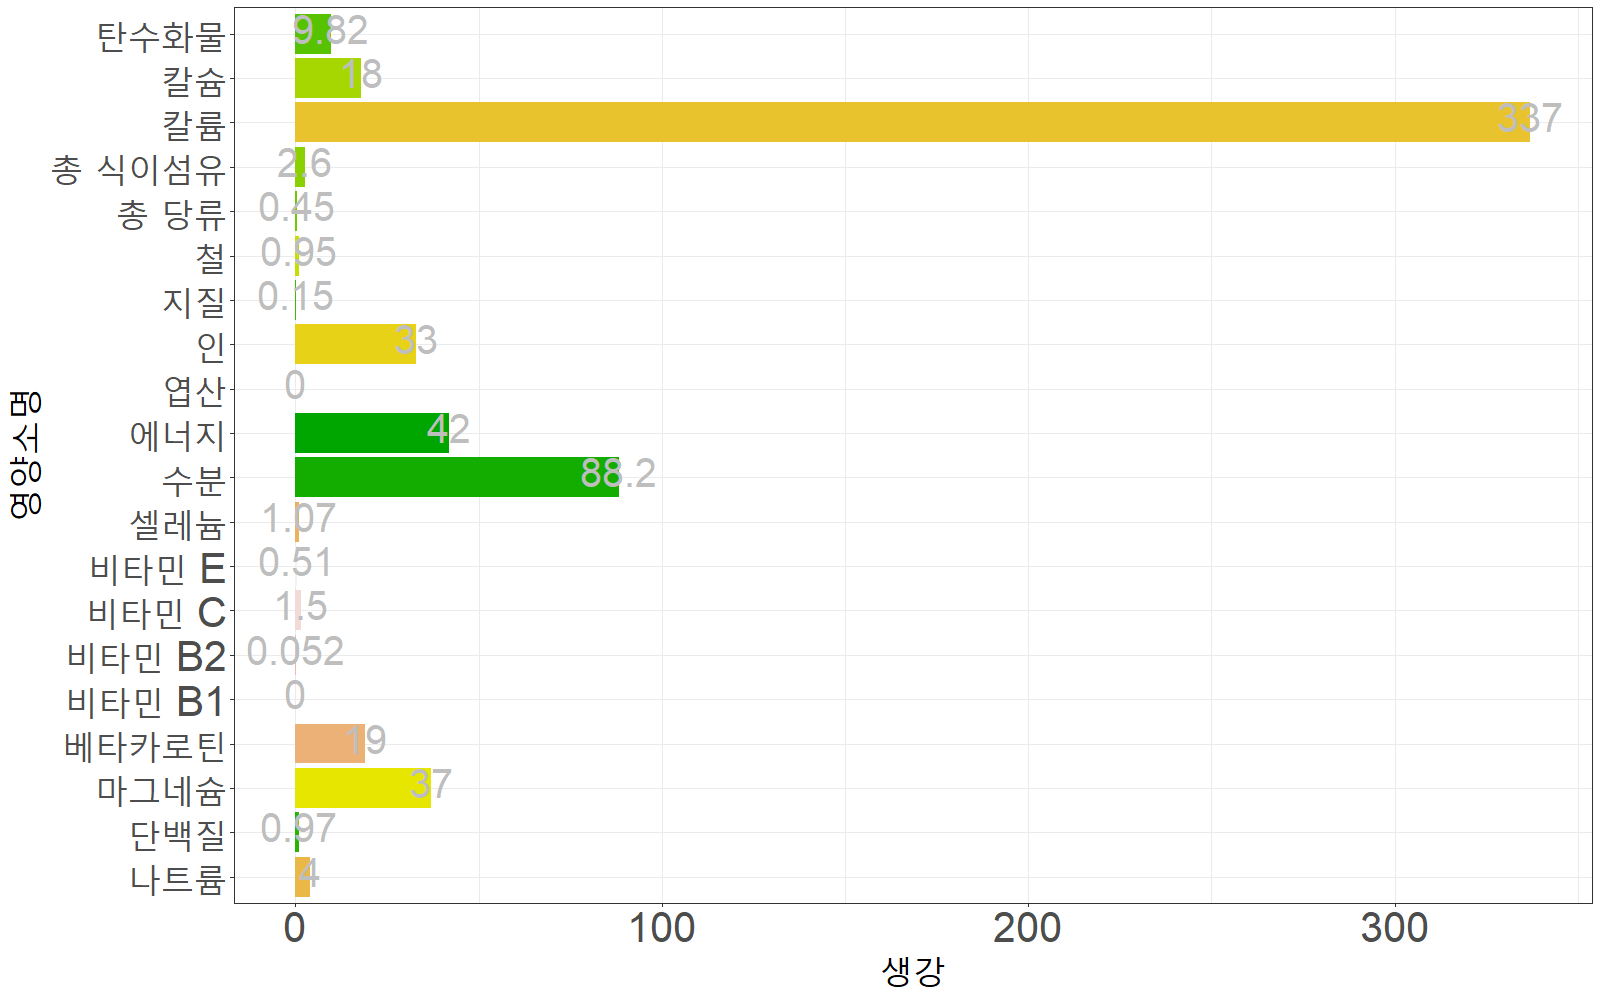 탄수화물 9.82
칼슘 18
칼륨 337
총 식이섬유 2.6
총 당류 0.45
철 0.95
지질 0.15
인 33
엽산 0
에너지 42
수분 88.2
셀레늄 1.07
비타민 E 0.51
비타민 C 1.5
비타민 B2 0.052
비타민 B1 0
베타카로틴 19
마그네슘 37
단백질 0.97
나트륨 4
영양소명
0 100 200 300
생강